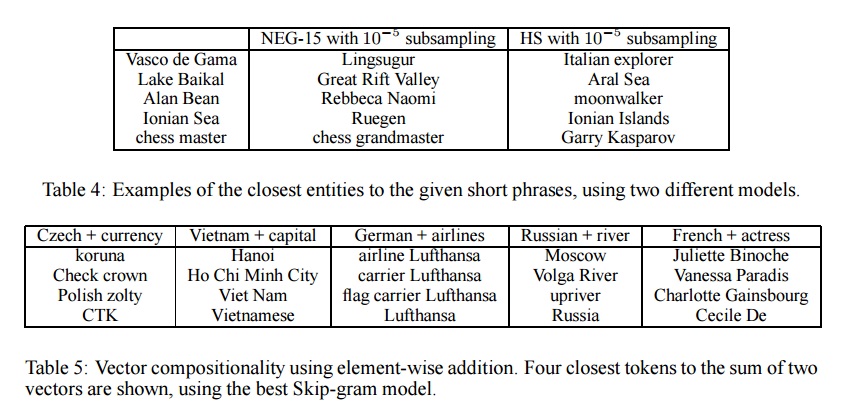 NEG-15 with 10⁻⁵ subsampling HS with 10⁻⁵ subsampling
Vasco de Gama Lingsugur Italian explorer
Lake Baikal Great Rift Valley Aral Sea
Alan Bean Rebbeca Naomi moonwalker
Ionian Sea Ruegen Ionian Islands
chess master chess grandmaster Garry Kasparov
Table 4: Examples of the closest entities to the given short phrases, using two different models.
Czech + currency Vietnam + capital German + airlines Russian + river French + actress
koruna Hanoi airline Lufthansa Moscow Juliette Binoche
Check crown Ho Chi Minh City carrier Lufthansa Volga River Vanessa Paradis
Polish zolty Viet Nam flag carrier Lufthansa upriver Charlotte Gainsbourg
CTK Vietnamese Lufthansa Russia Cecile De
Table 5: Vector compositionality using element-wise addition. Four closest tokens to the sum of two
vectors are shown, using the best Skip-gram model.